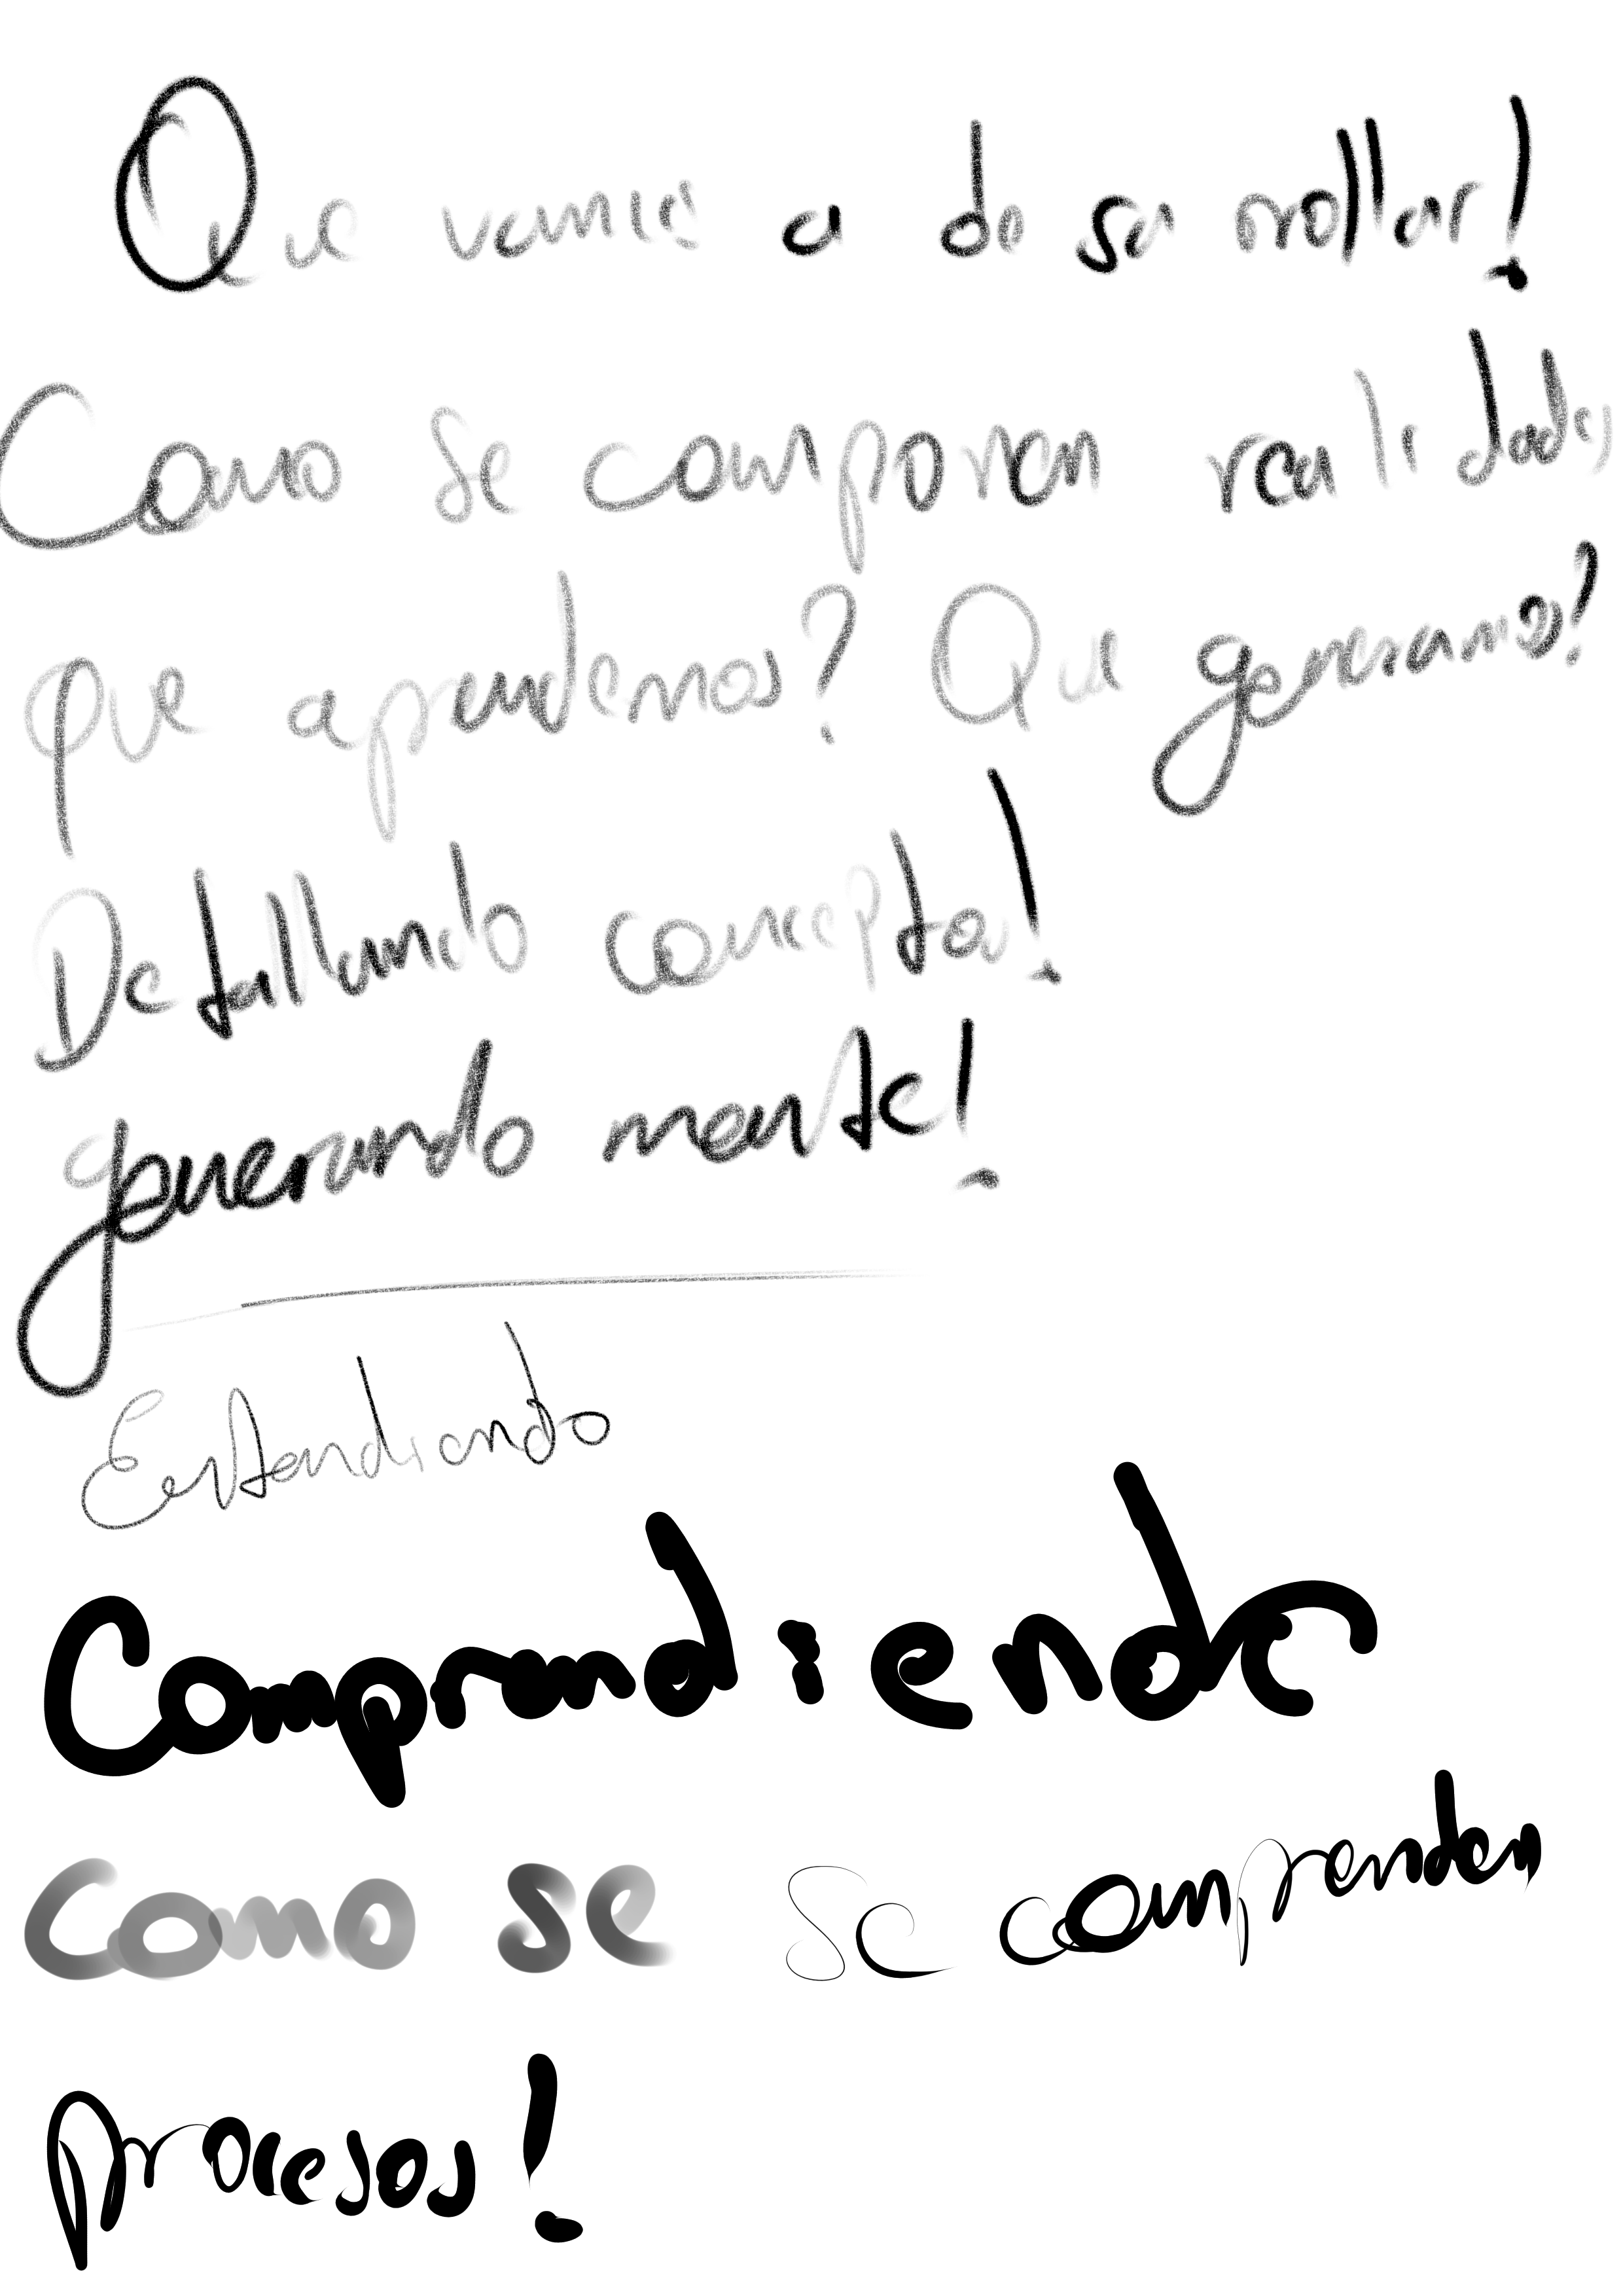 Que vamos a desarrollar!
Como se componen realidades
que aprendemos? Que generamos?
Detallando conceptos!
generando mente!
Entendiendo
Comprendiendo
Como se se comprenden
procesos!